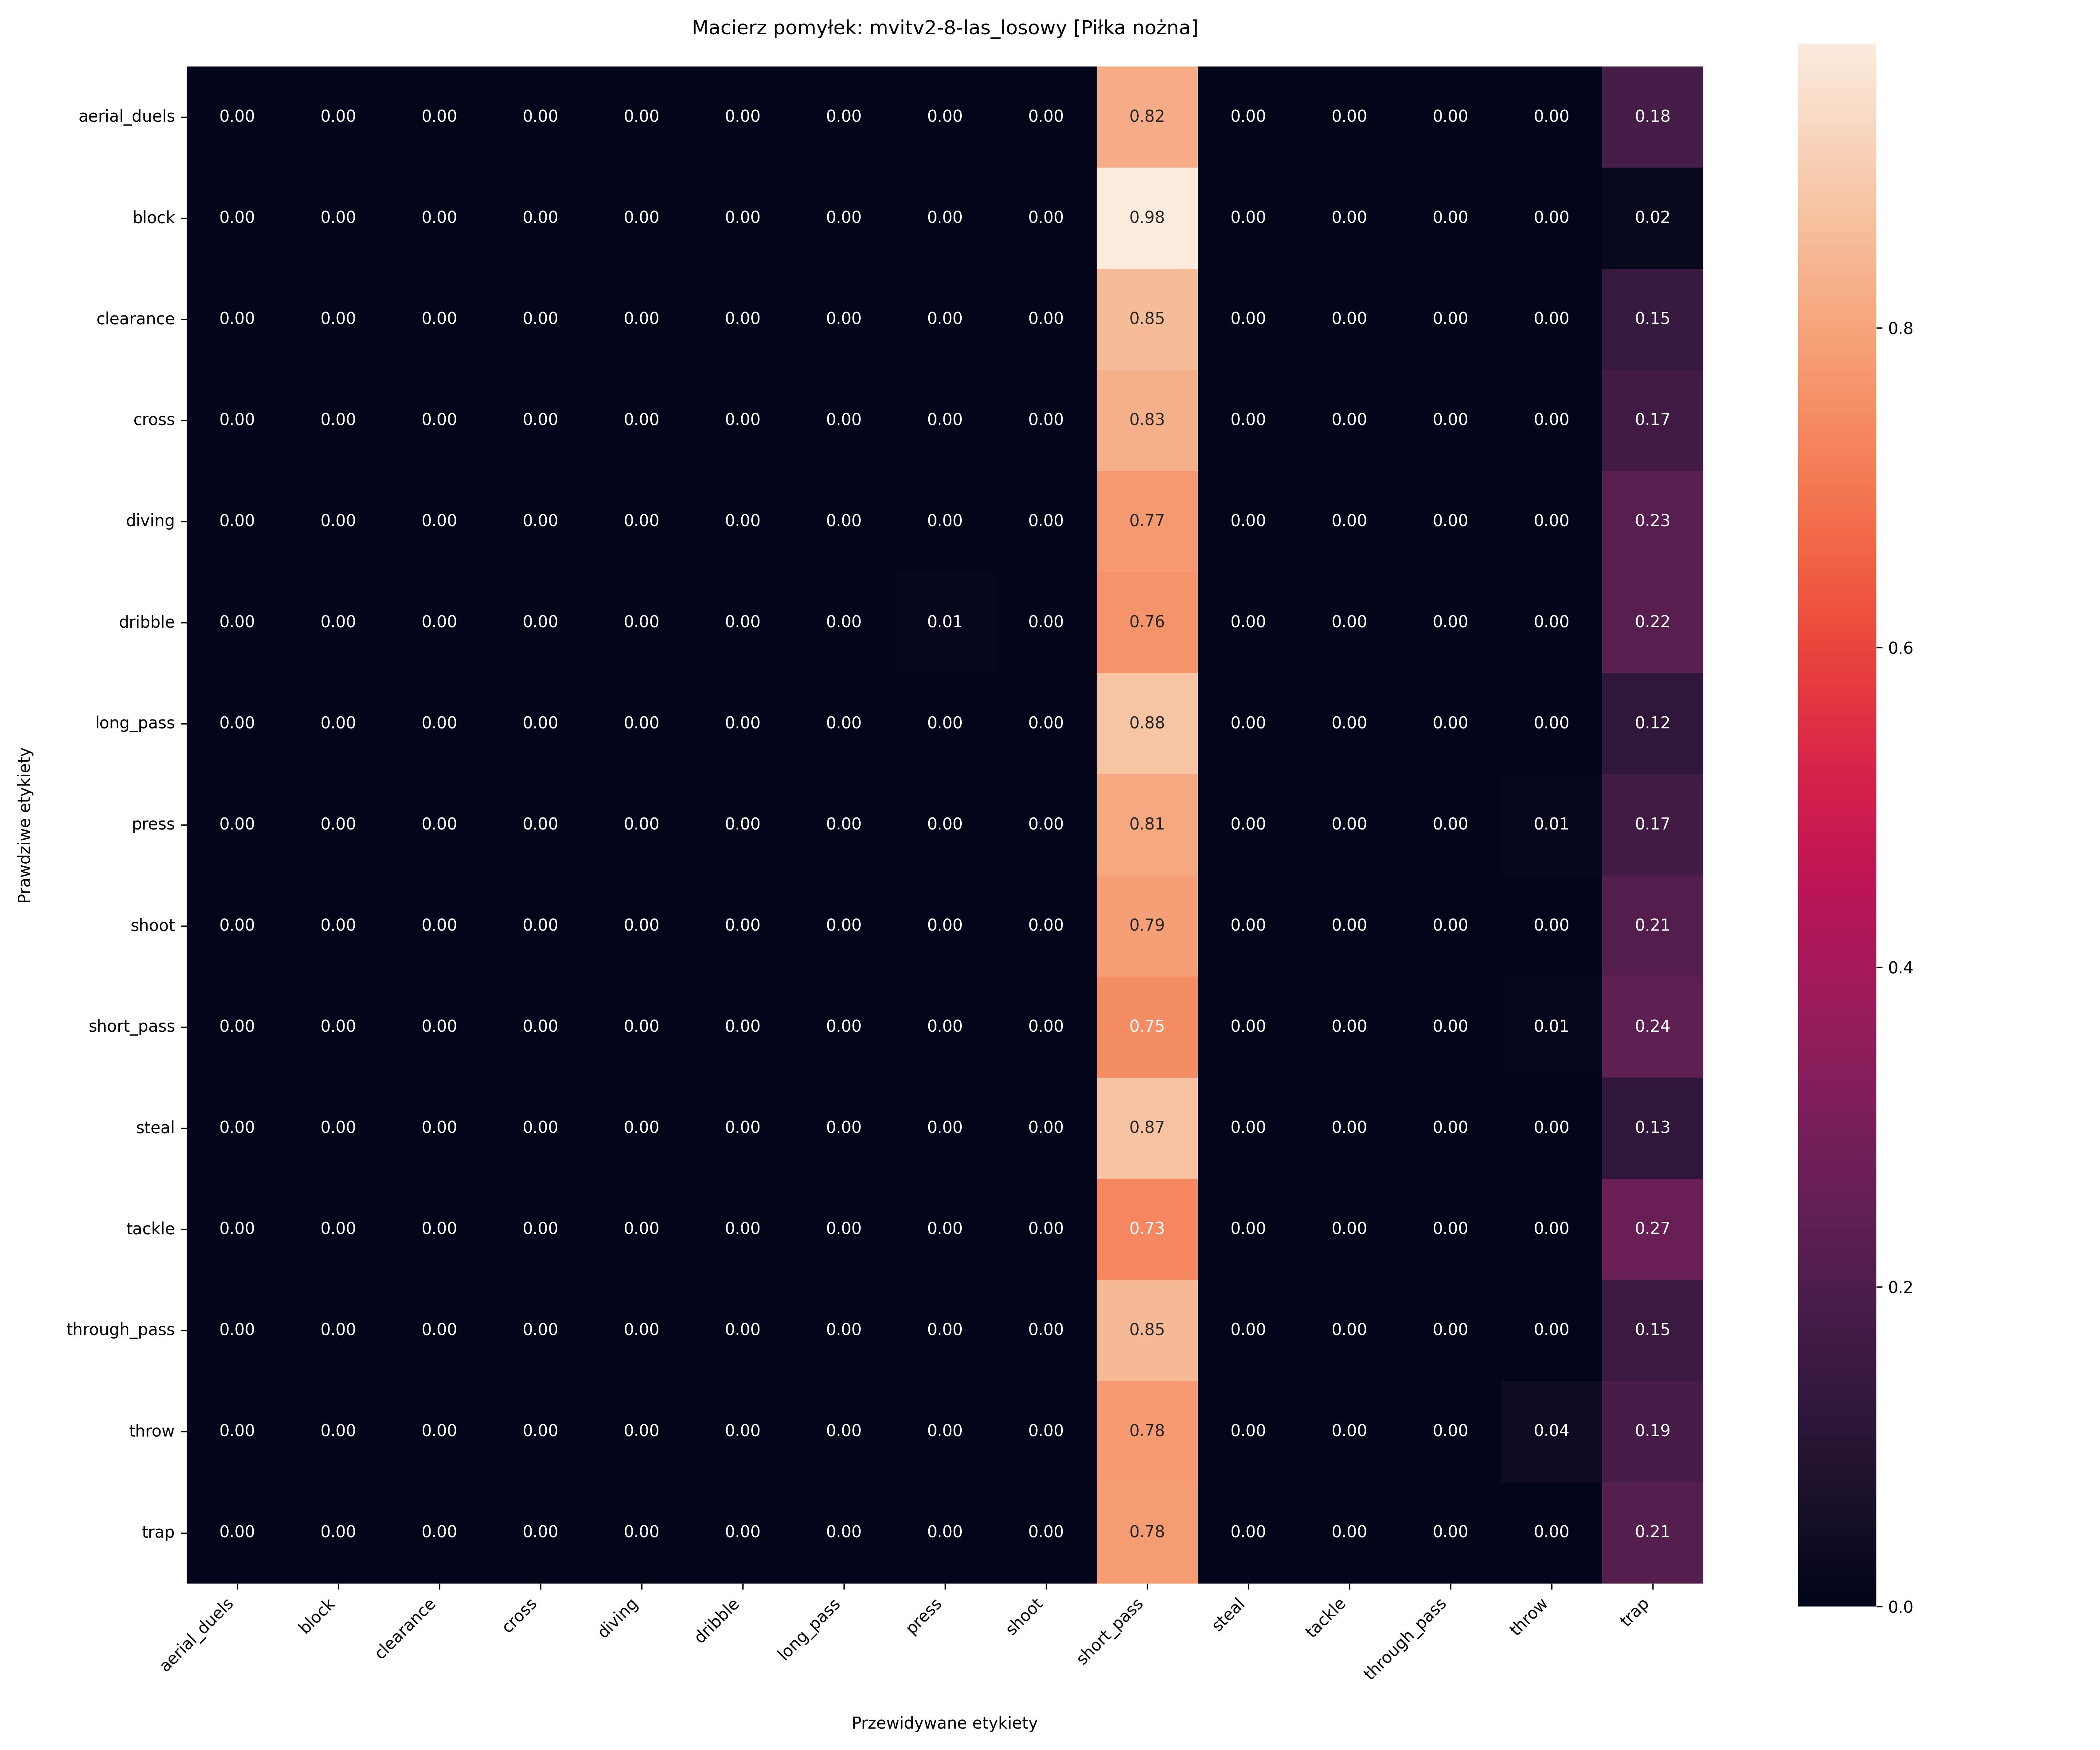 Macierz pomyłek: mvitv2-8-las_losowy [Piłka nożna]
aerial_duels 0.00 0.00 0.00 0.00 0.00 0.00 0.00 0.00 0.00 0.82 0.00 0.00 0.00 0.00 0.18
block 0.00 0.00 0.00 0.00 0.00 0.00 0.00 0.00 0.00 0.98 0.00 0.00 0.00 0.00 0.02
clearance 0.00 0.00 0.00 0.00 0.00 0.00 0.00 0.00 0.00 0.85 0.00 0.00 0.00 0.00 0.15
cross 0.00 0.00 0.00 0.00 0.00 0.00 0.00 0.00 0.00 0.83 0.00 0.00 0.00 0.00 0.17
diving 0.00 0.00 0.00 0.00 0.00 0.00 0.00 0.00 0.00 0.77 0.00 0.00 0.00 0.00 0.23
dribble 0.00 0.00 0.00 0.00 0.00 0.00 0.00 0.01 0.00 0.76 0.00 0.00 0.00 0.00 0.22
long_pass 0.00 0.00 0.00 0.00 0.00 0.00 0.00 0.00 0.00 0.88 0.00 0.00 0.00 0.00 0.12
press 0.00 0.00 0.00 0.00 0.00 0.00 0.00 0.00 0.00 0.81 0.00 0.00 0.00 0.01 0.17
shoot 0.00 0.00 0.00 0.00 0.00 0.00 0.00 0.00 0.00 0.79 0.00 0.00 0.00 0.00 0.21
short_pass 0.00 0.00 0.00 0.00 0.00 0.00 0.00 0.00 0.00 0.75 0.00 0.00 0.00 0.01 0.24
steal 0.00 0.00 0.00 0.00 0.00 0.00 0.00 0.00 0.00 0.87 0.00 0.00 0.00 0.00 0.13
tackle 0.00 0.00 0.00 0.00 0.00 0.00 0.00 0.00 0.00 0.73 0.00 0.00 0.00 0.00 0.27
through_pass 0.00 0.00 0.00 0.00 0.00 0.00 0.00 0.00 0.00 0.85 0.00 0.00 0.00 0.00 0.15
throw 0.00 0.00 0.00 0.00 0.00 0.00 0.00 0.00 0.00 0.78 0.00 0.00 0.00 0.04 0.19
trap 0.00 0.00 0.00 0.00 0.00 0.00 0.00 0.00 0.00 0.78 0.00 0.00 0.00 0.00 0.21
aerial_duels block clearance cross diving dribble long_pass press shoot short_pass steal tackle through_pass throw trap
Przewidywane etykiety
Prawdziwe etykiety
0.8
0.6
0.4
0.2
0.0